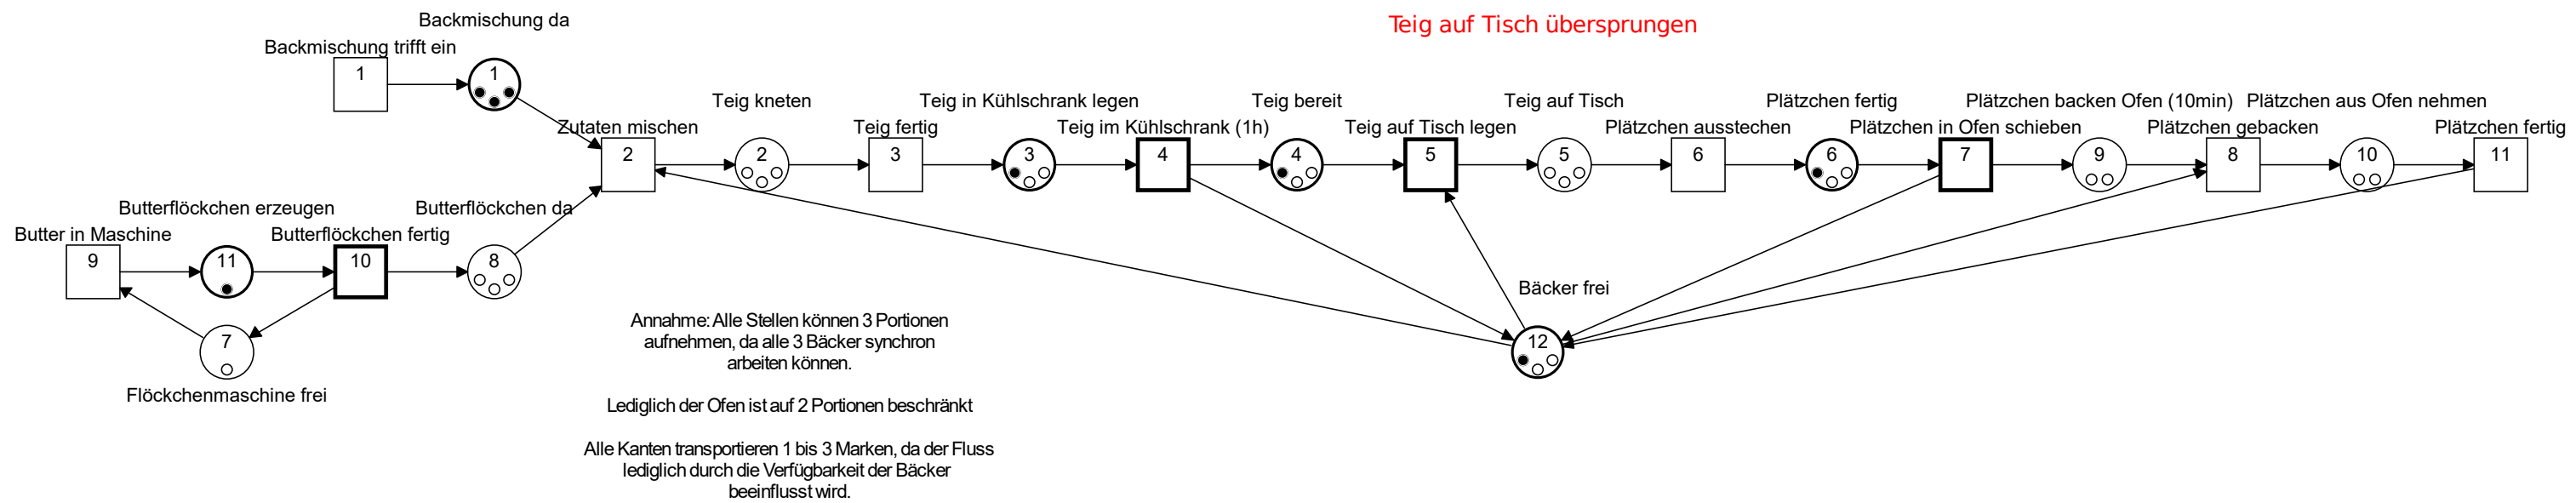 Backmischung da
Teig auf Tisch übersprungen
Backmischung trifft ein
1
1
Teig kneten
Teig in Kühlschrank legen
Teig bereit
Teig auf Tisch
Plätzchen fertig
Plätzchen backen Ofen (10min)
Plätzchen aus Ofen nehmen
Zutaten mischen
Teig fertig
Teig im Kühlschrank (1h)
Teig auf Tisch legen
Plätzchen ausstechen
Plätzchen in Ofen schieben
Plätzchen gebacken
Plätzchen fertig
2
2
3
3
4
4
5
5
6
6
7
9
8
10
11
Butterflöckchen erzeugen
Butterflöckchen da
Butter in Maschine
Butterflöckchen fertig
9
11
10
8
Bäcker frei
7
12
Flöckchenmaschine frei
Annahme: Alle Stellen können 3 Portionen
aufnehmen, da alle 3 Bäcker synchron
arbeiten können.
Lediglich der Ofen ist auf 2 Portionen beschränkt
Alle Kanten transportieren 1 bis 3 Marken, da der Fluss
lediglich durch die Verfügbarkeit der Bäcker
beeinflusst wird.